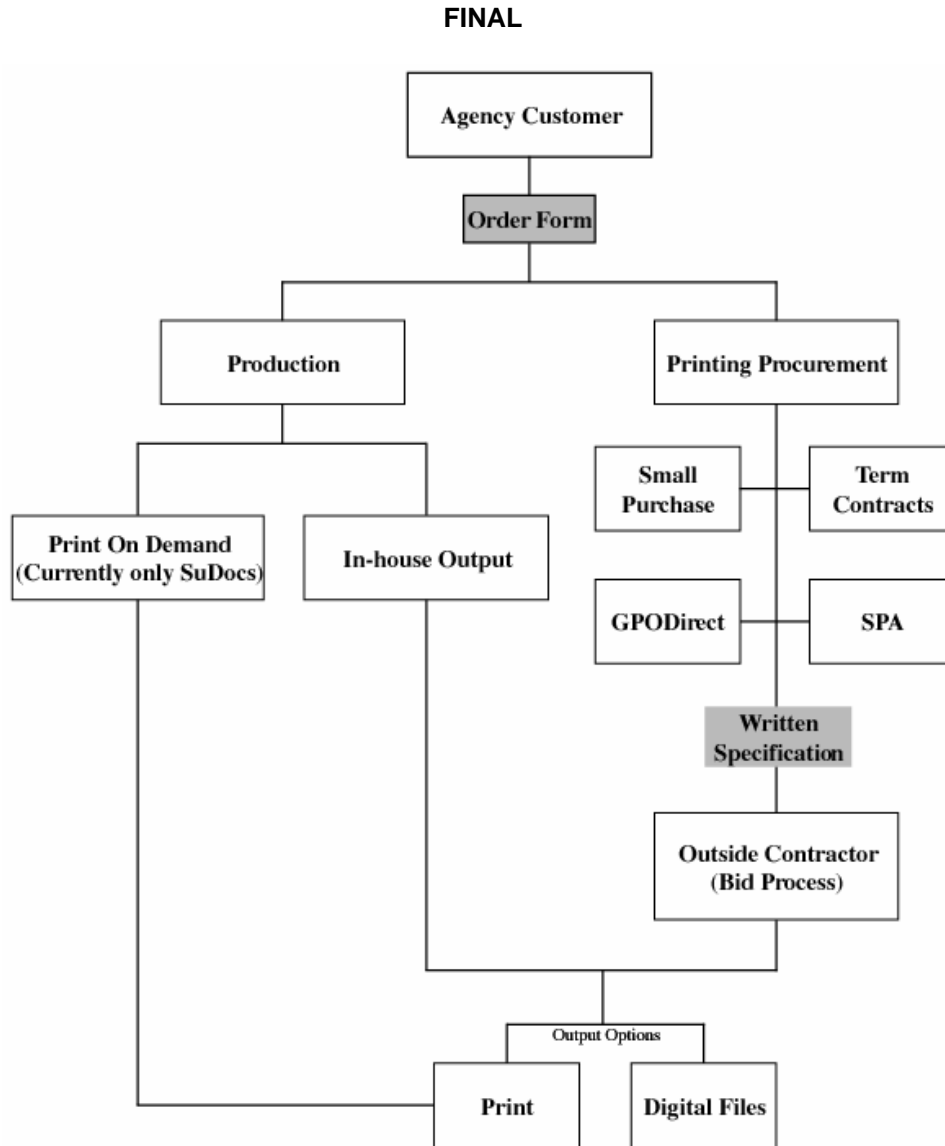 FINAL
Agency Customer
Order Form
Production
Printing Procurement
Small
Purchase
Term
Contracts
Print On Demand
(Currently only SuDocs)
In-house Output
GPODirect
SPA
Written
Specification
Outside Contractor
(Bid Process)
Output Options
Print
Digital Files